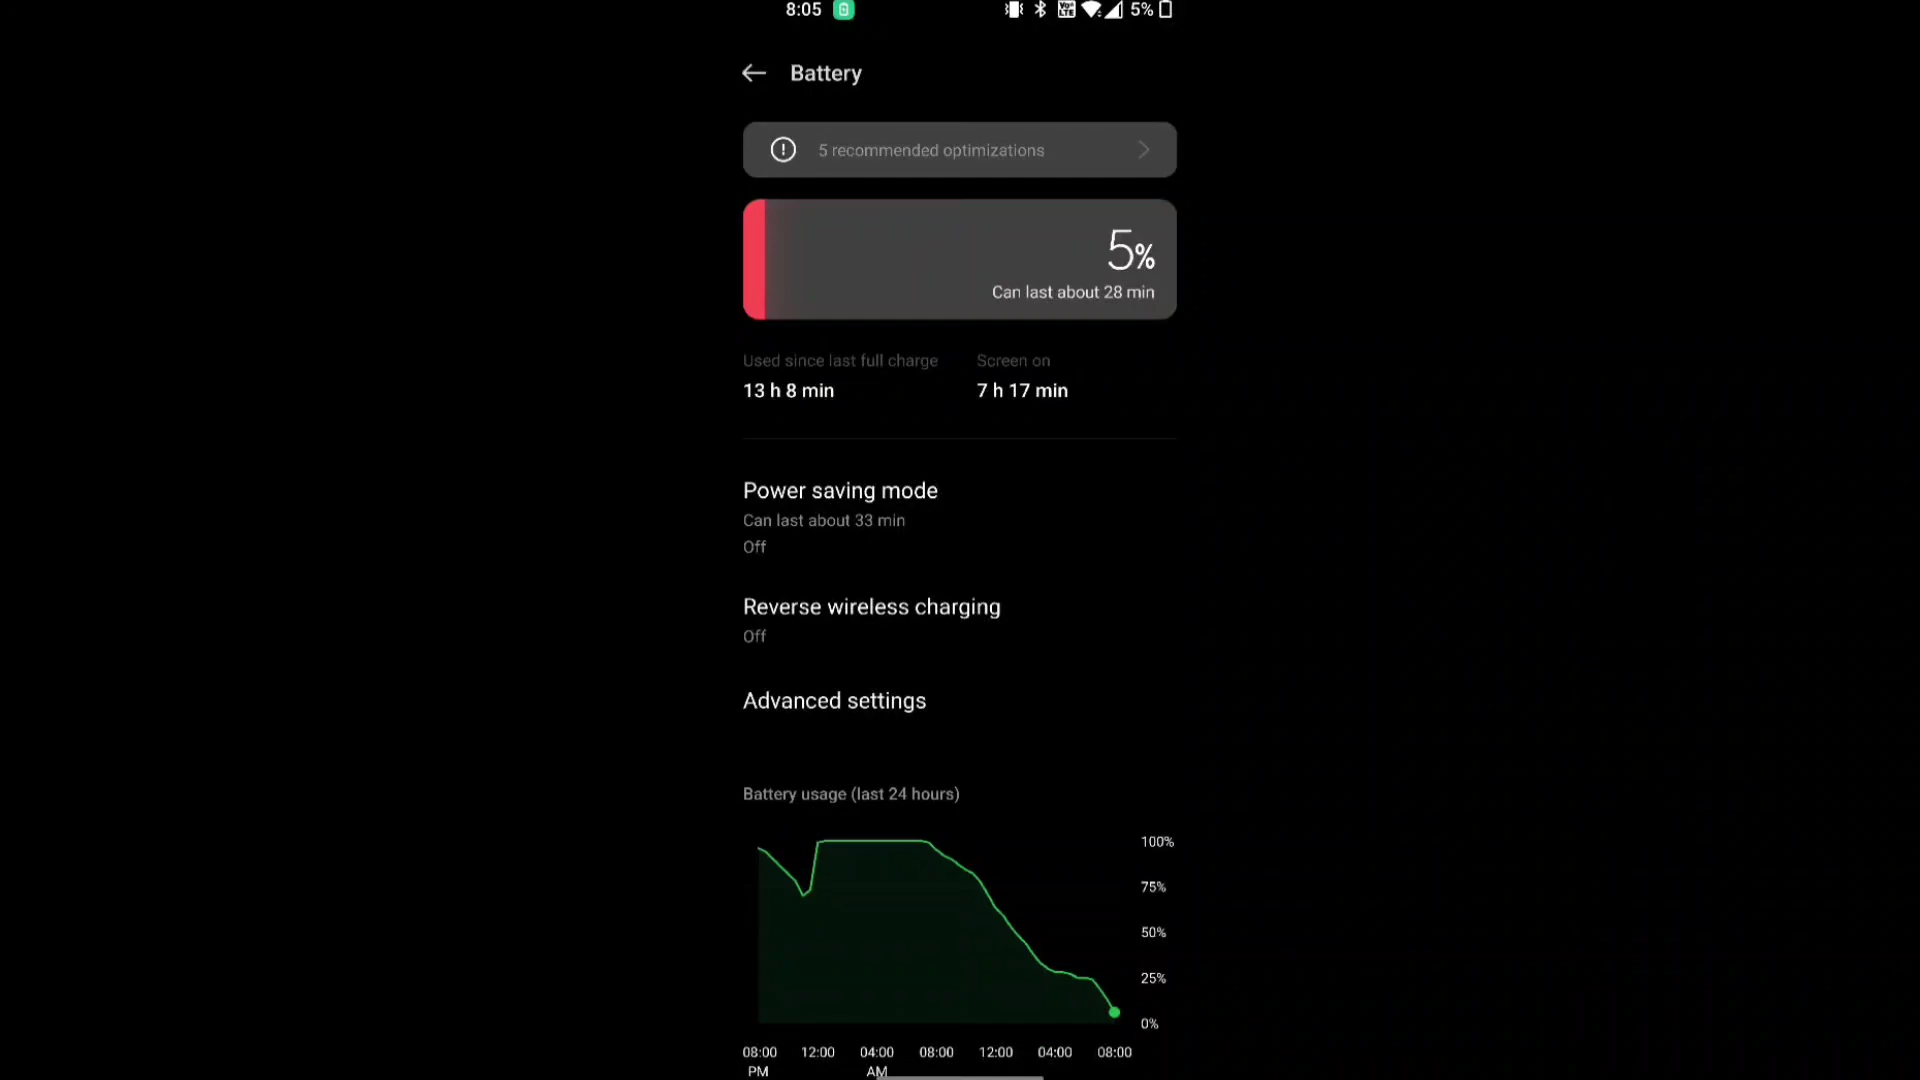 8:05 5%
Battery
5 recommended optimizations
5%
Can last about 28 min
Used since last full charge Screen on
13 h 8 min 7 h 17 min
Power saving mode
Can last about 33 min
Off
Reverse wireless charging
Off
Advanced settings
Battery usage (last 24 hours)
100%
75%
50%
25%
0%
08:00 12:00 04:00 08:00 12:00 04:00 08:00
PM AM